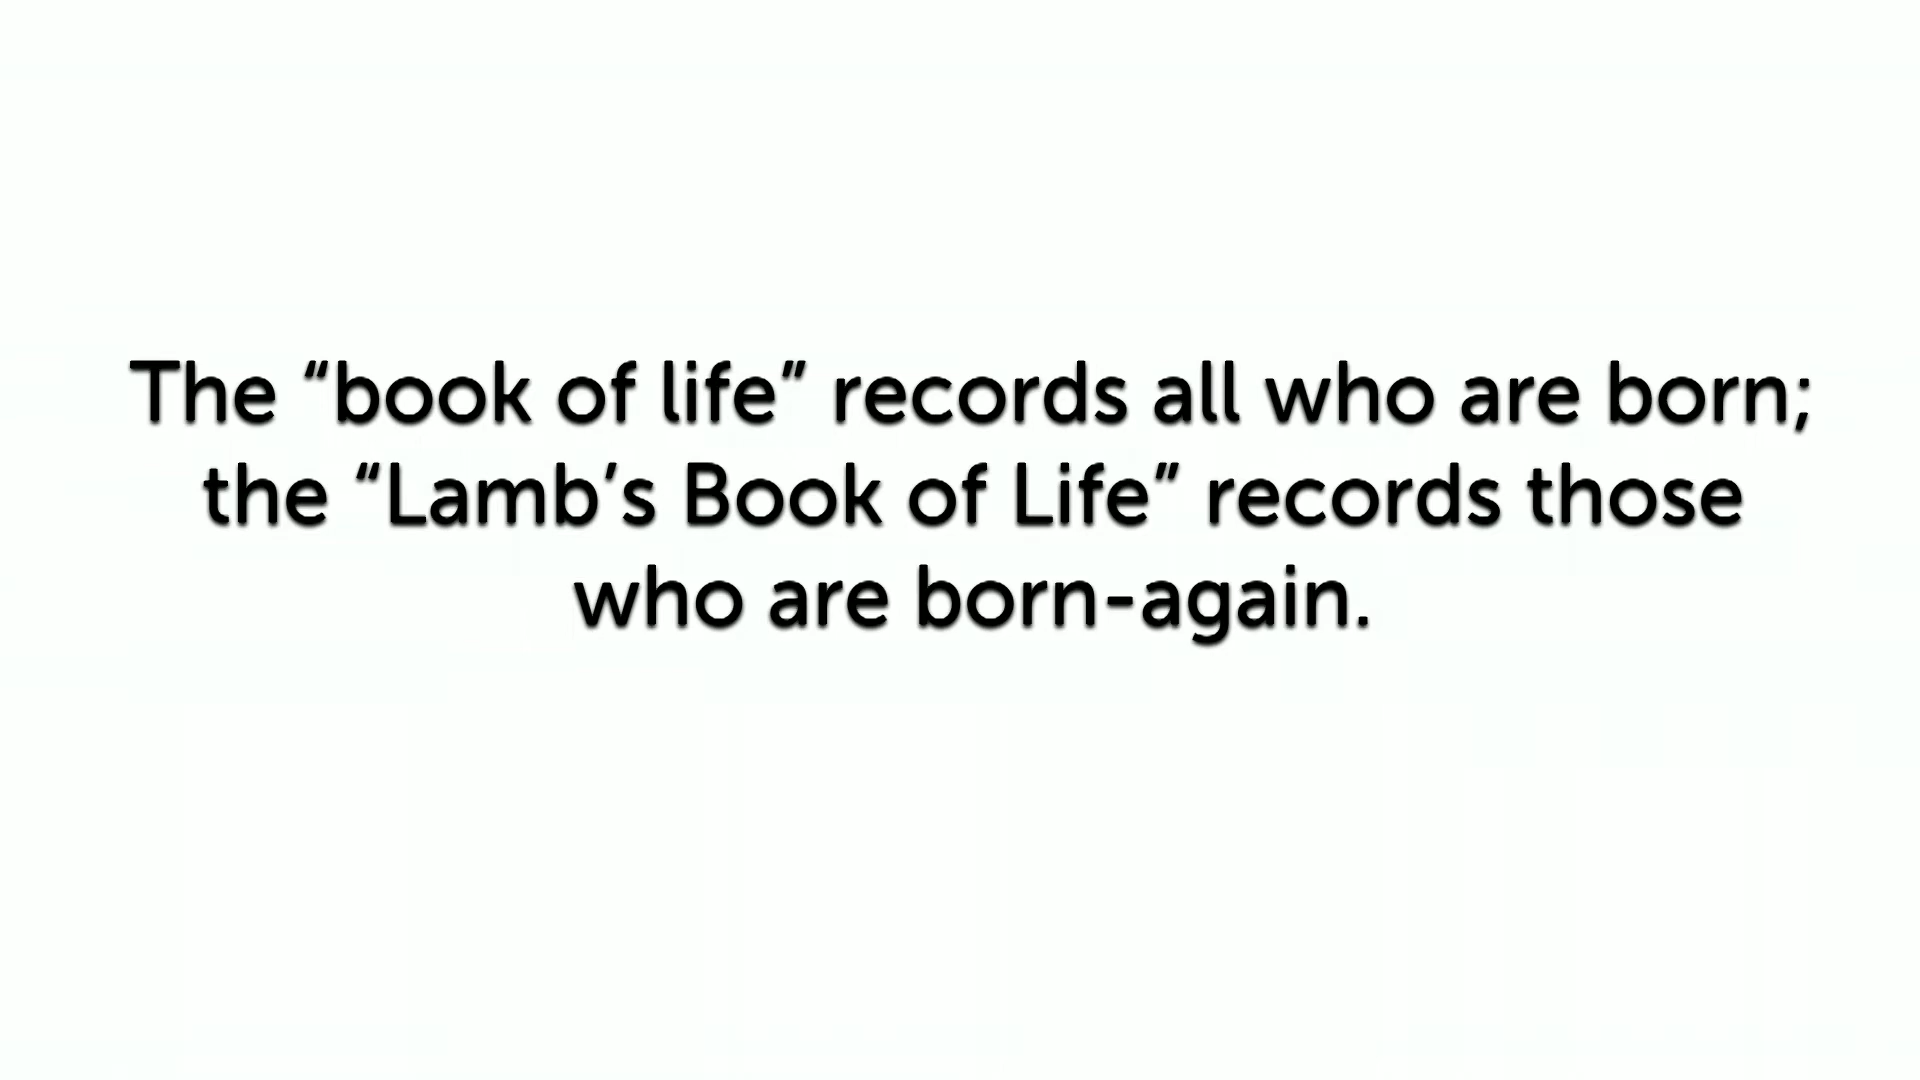 The “book of life” records all who are born;
the “Lamb’s Book of Life” records those
who are born-again.